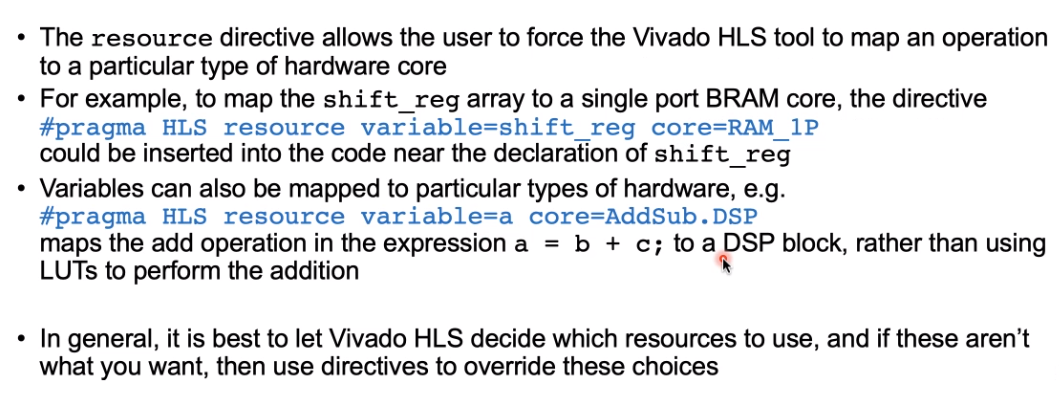 • The resource directive allows the user to force the Vivado HLS tool to map an operation
to a particular type of hardware core
• For example, to map the shift_reg array to a single port BRAM core, the directive
#pragma HLS resource variable=shift_reg core=RAM_1P
could be inserted into the code near the declaration of shift_reg
• Variables can also be mapped to particular types of hardware, e.g.
#pragma HLS resource variable=a core=AddSub.DSP
maps the add operation in the expression a = b + c; to a DSP block, rather than using
LUTs to perform the addition
• In general, it is best to let Vivado HLS decide which resources to use, and if these aren’t
what you want, then use directives to override these choices